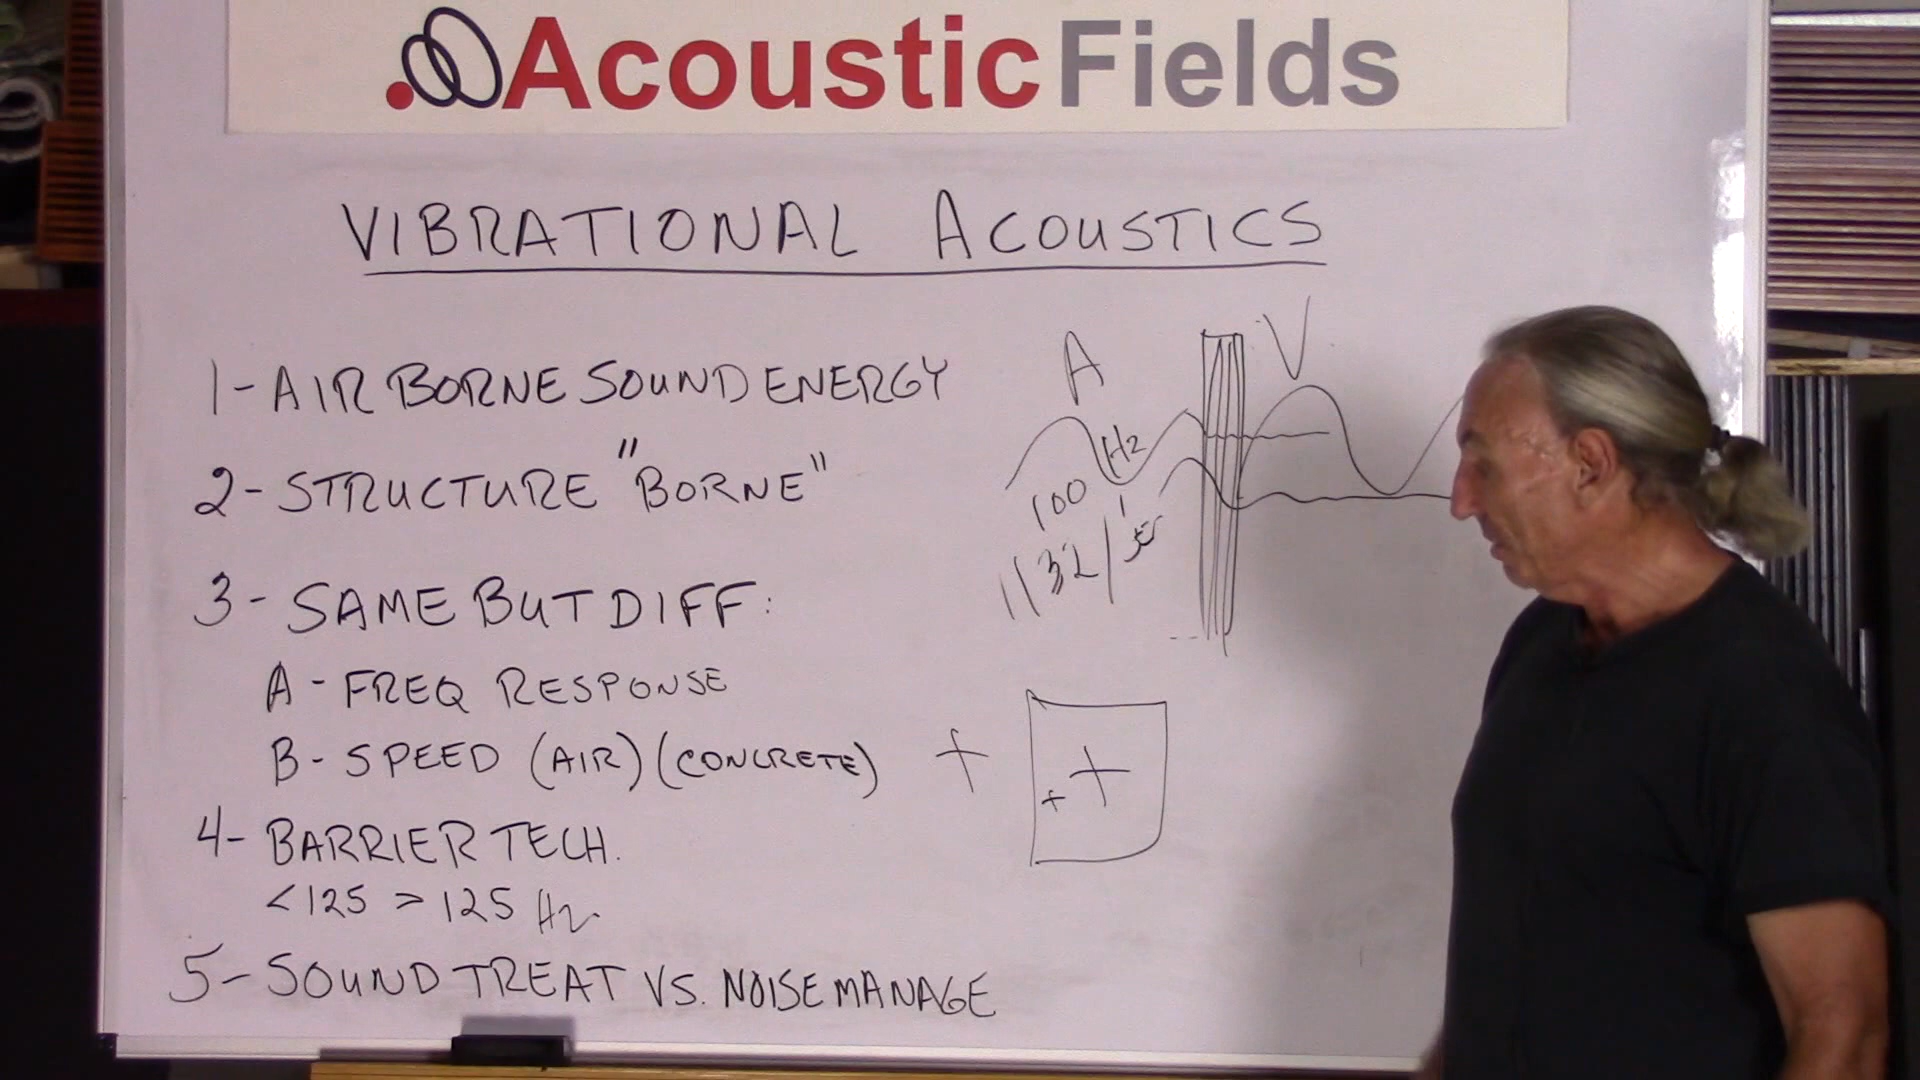 AcousticFields
VIBRATIONAL ACOUSTICS
1- AIR BORNE SOUND ENERGY
2- STRUCTURE "BORNE"
3- SAME BUT DIFF:
A- FREQ RESPONSE
B- SPEED (AIR) (CONCRETE)
4- BARRIER TECH.
<125 > 125 Hz
5- SOUND TREAT VS. NOISE MANAGE
A
V
100 Hz
1132/
+
+ +